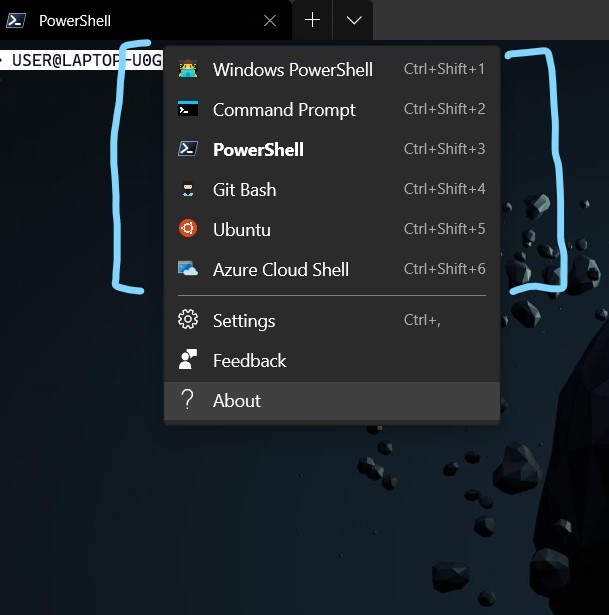 PowerShell
USER@LAPTOP-U0G
Windows PowerShell Ctrl+Shift+1
Command Prompt Ctrl+Shift+2
PowerShell Ctrl+Shift+3
Git Bash Ctrl+Shift+4
Ubuntu Ctrl+Shift+5
Azure Cloud Shell Ctrl+Shift+6
Settings Ctrl+,
Feedback
About